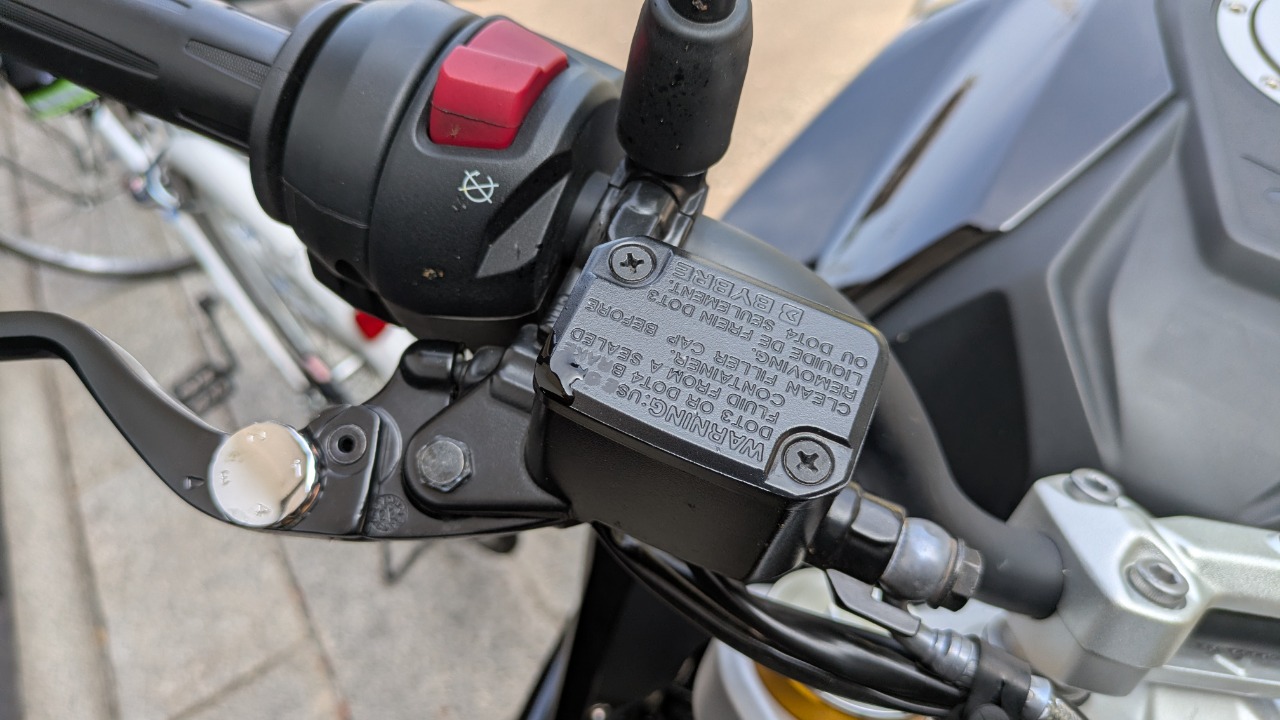 WARNING:US
DOT3 OR DOT4 B
FLUID FROM A SEALED
CONTAINER.
CLEAN FILLER CAP BEFORE
REMOVING.
LIQUIDE DE FREIN DOT3
OU DOT4 SEULEMENT.
BYBRE